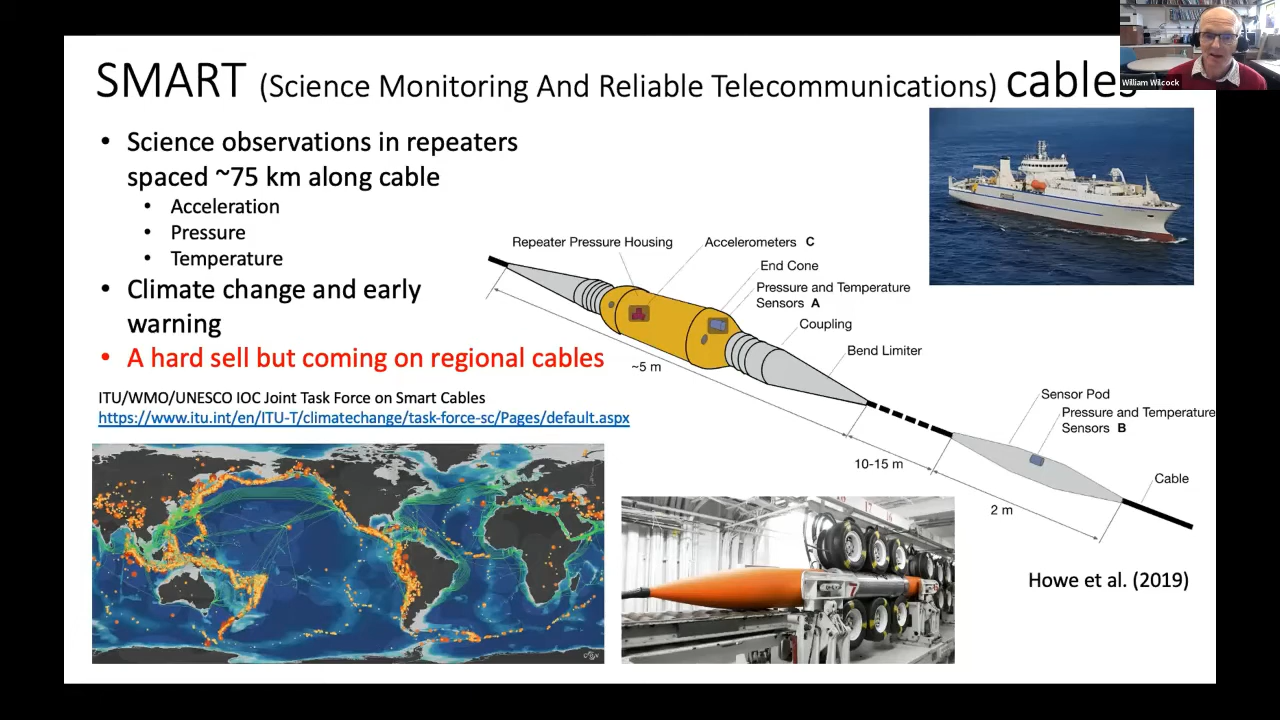 SMART (Science Monitoring And Reliable Telecommunications) cables
William Wilcock
• Science observations in repeaters
spaced ~75 km along cable
• Acceleration
• Pressure
• Temperature
• Climate change and early
warning
• A hard sell but coming on regional cables
ITU/WMO/UNESCO IOC Joint Task Force on Smart Cables
https://www.itu.int/en/ITU-T/climatechange/task-force-sc/Pages/default.aspx
Repeater Pressure Housing
Accelerometers C
End Cone
Pressure and Temperature
Sensors A
Coupling
Bend Limiter
~5 m
Sensor Pod
Pressure and Temperature
Sensors B
10-15 m
Cable
2 m
Howe et al. (2019)
17
16
7